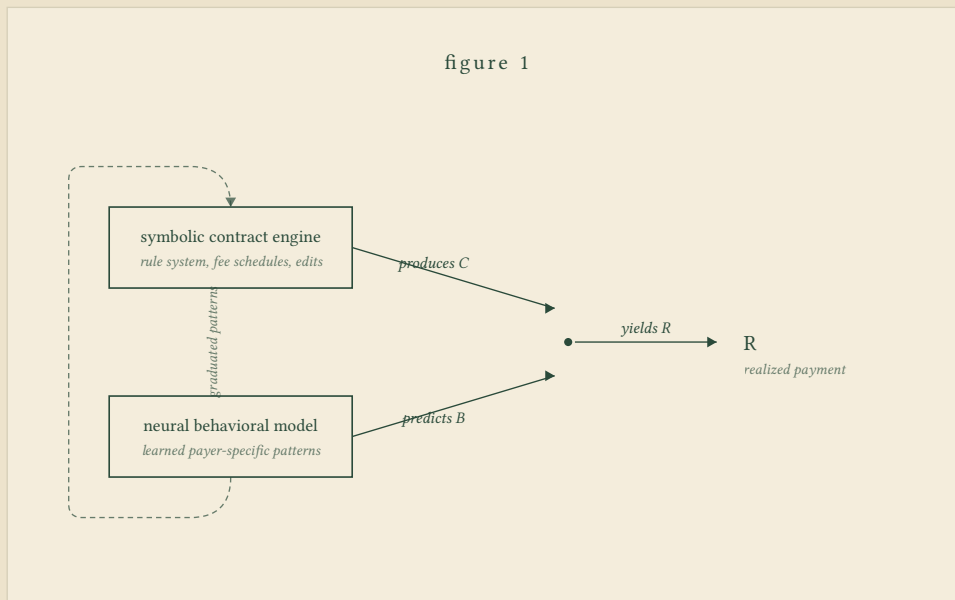 figure 1
symbolic contract engine
rule system, fee schedules, edits
produces C
graduated patterns
yields R
R
realized payment
predicts B
neural behavioral model
learned payer-specific patterns